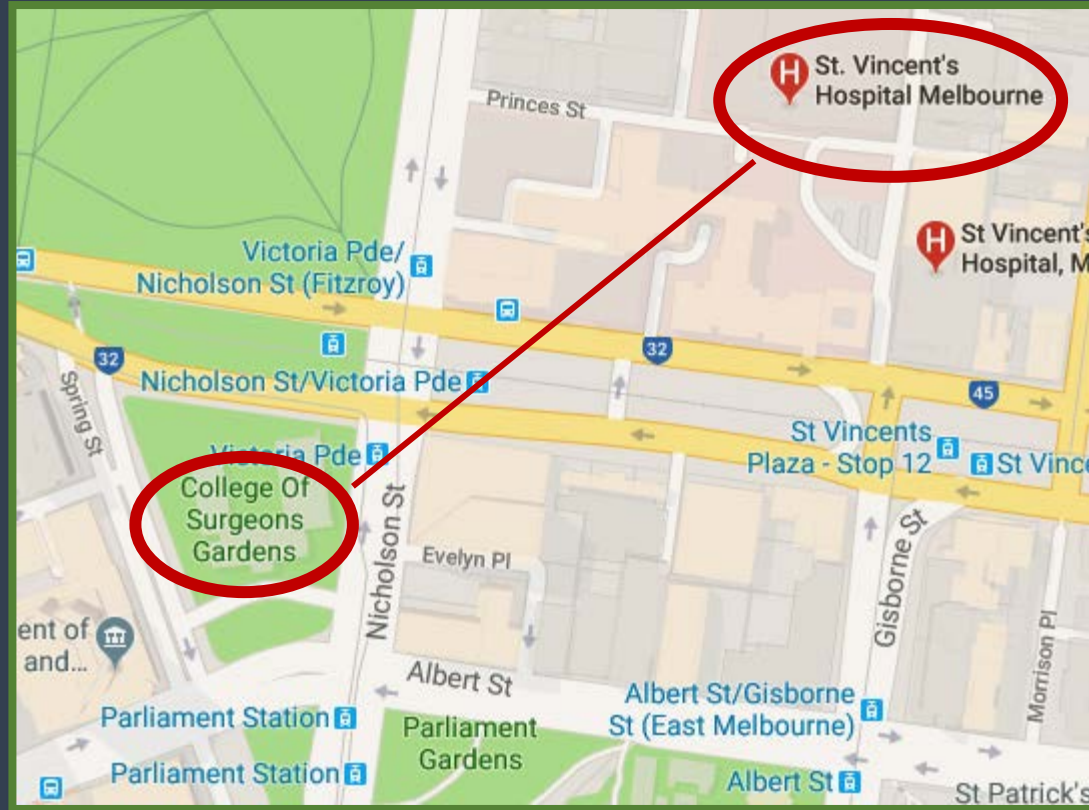 St. Vincent's
Hospital Melbourne
Princes St
St Vincent's
Hospital, M
Victoria Pde/
Nicholson St (Fitzroy)
32
32
Nicholson St/Victoria Pde
45
Spring St
Victoria Pde
St Vincents
Plaza - Stop 12
St Vince
College Of
Surgeons
Gardens
Nicholson St
Evelyn Pl
Gisborne St
ent of
and...
Morrison Pl
Albert St
Albert St/Gisborne
St (East Melbourne)
Parliament Station
Parliament
Gardens
Parliament Station
Albert St
St Patrick's
H
H